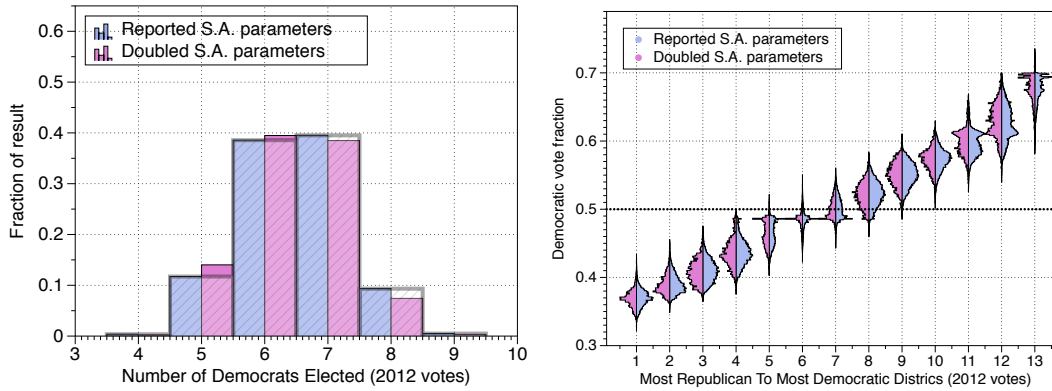 0.6
0.5
0.4
0.3
0.2
0.1
0
Fraction of result
Reported S.A. parameters
Doubled S.A. parameters
3 4 5 6 7 8 9 10
Number of Democrats Elected (2012 votes)
0.7
0.6
0.5
0.4
0.3
Democratic vote fraction
Reported S.A. parameters
Doubled S.A. parameters
1 2 3 4 5 6 7 8 9 10 11 12 13
Most Republican To Most Democratic Districs (2012 votes)